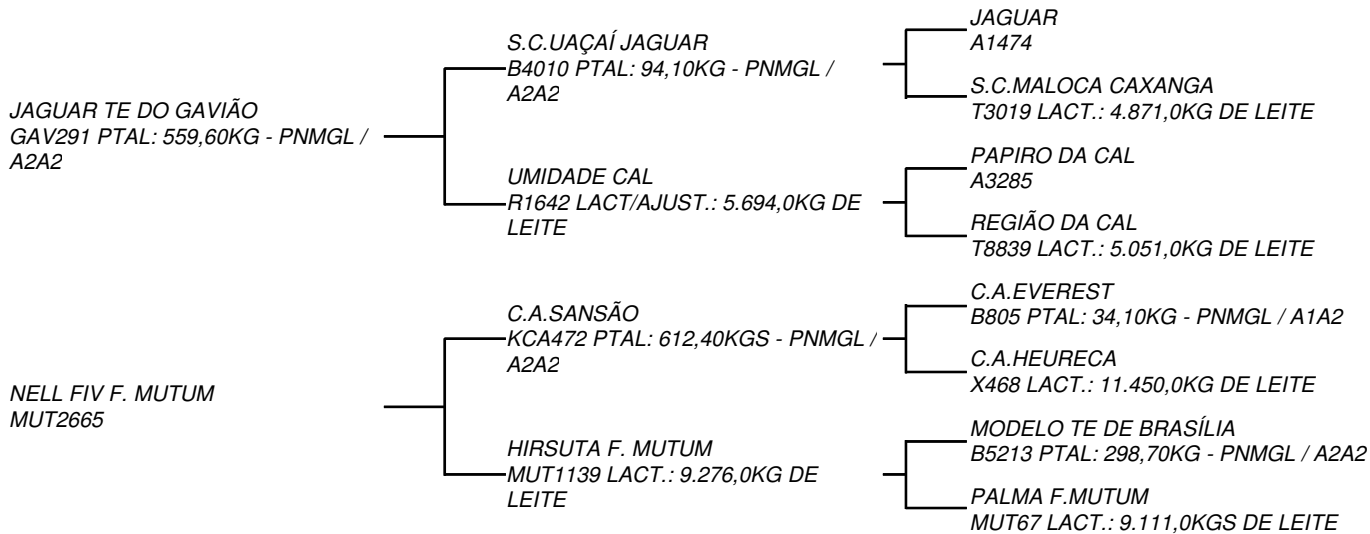 JAGUAR TE DO GAVIÃO
GAV291 PTAL: 559,60KG - PNMGL /
A2A2
S.C.UAÇAÍ JAGUAR
B4010 PTAL: 94,10KG - PNMGL /
A2A2
JAGUAR
A1474
S.C.MALOCA CAXANGA
T3019 LACT.: 4.871,0KG DE LEITE
UMIDADE CAL
R1642 LACT/AJUST.: 5.694,0KG DE
LEITE
PAPIRO DA CAL
A3285
REGIÃO DA CAL
T8839 LACT.: 5.051,0KG DE LEITE
NELL FIV F. MUTUM
MUT2665
C.A.SANSÃO
KCA472 PTAL: 612,40KGS - PNMGL /
A2A2
C.A.EVEREST
B805 PTAL: 34,10KG - PNMGL / A1A2
C.A.HEURECA
X468 LACT.: 11.450,0KG DE LEITE
HIRSUTA F. MUTUM
MUT1139 LACT.: 9.276,0KG DE
LEITE
MODELO TE DE BRASÍLIA
B5213 PTAL: 298,70KG - PNMGL / A2A2
PALMA F.MUTUM
MUT67 LACT.: 9.111,0KGS DE LEITE